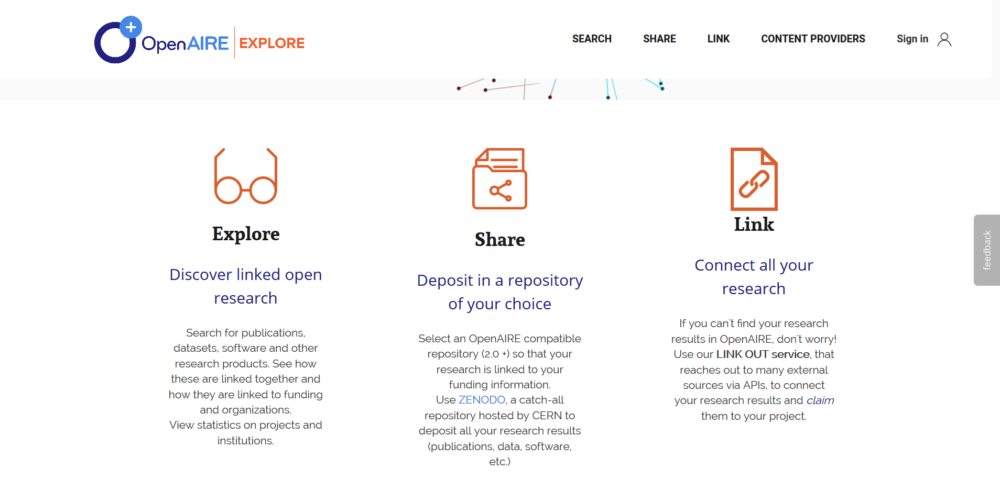 OpenAIRE EXPLORE
SEARCH SHARE LINK CONTENT PROVIDERS Sign in
Explore
Discover linked open
research
Search for publications,
datasets, software and other
research products. See how
these are linked together and
how they are linked to funding
and organizations.
View statistics on projects and
institutions.
Share
Deposit in a repository
of your choice
Select an OpenAIRE compatible
repository (2.0 +) so that your
research is linked to your
funding information.
Use ZENODO, a catch-all
repository hosted by CERN to
deposit all your research results
(publications, data, software,
etc.)
Link
Connect all your
research
If you can't find your research
results in OpenAIRE, don't worry!
Use our LINK OUT service, that
reaches out to many external
sources via APIs, to connect
your research results and claim
them to your project.
feedback